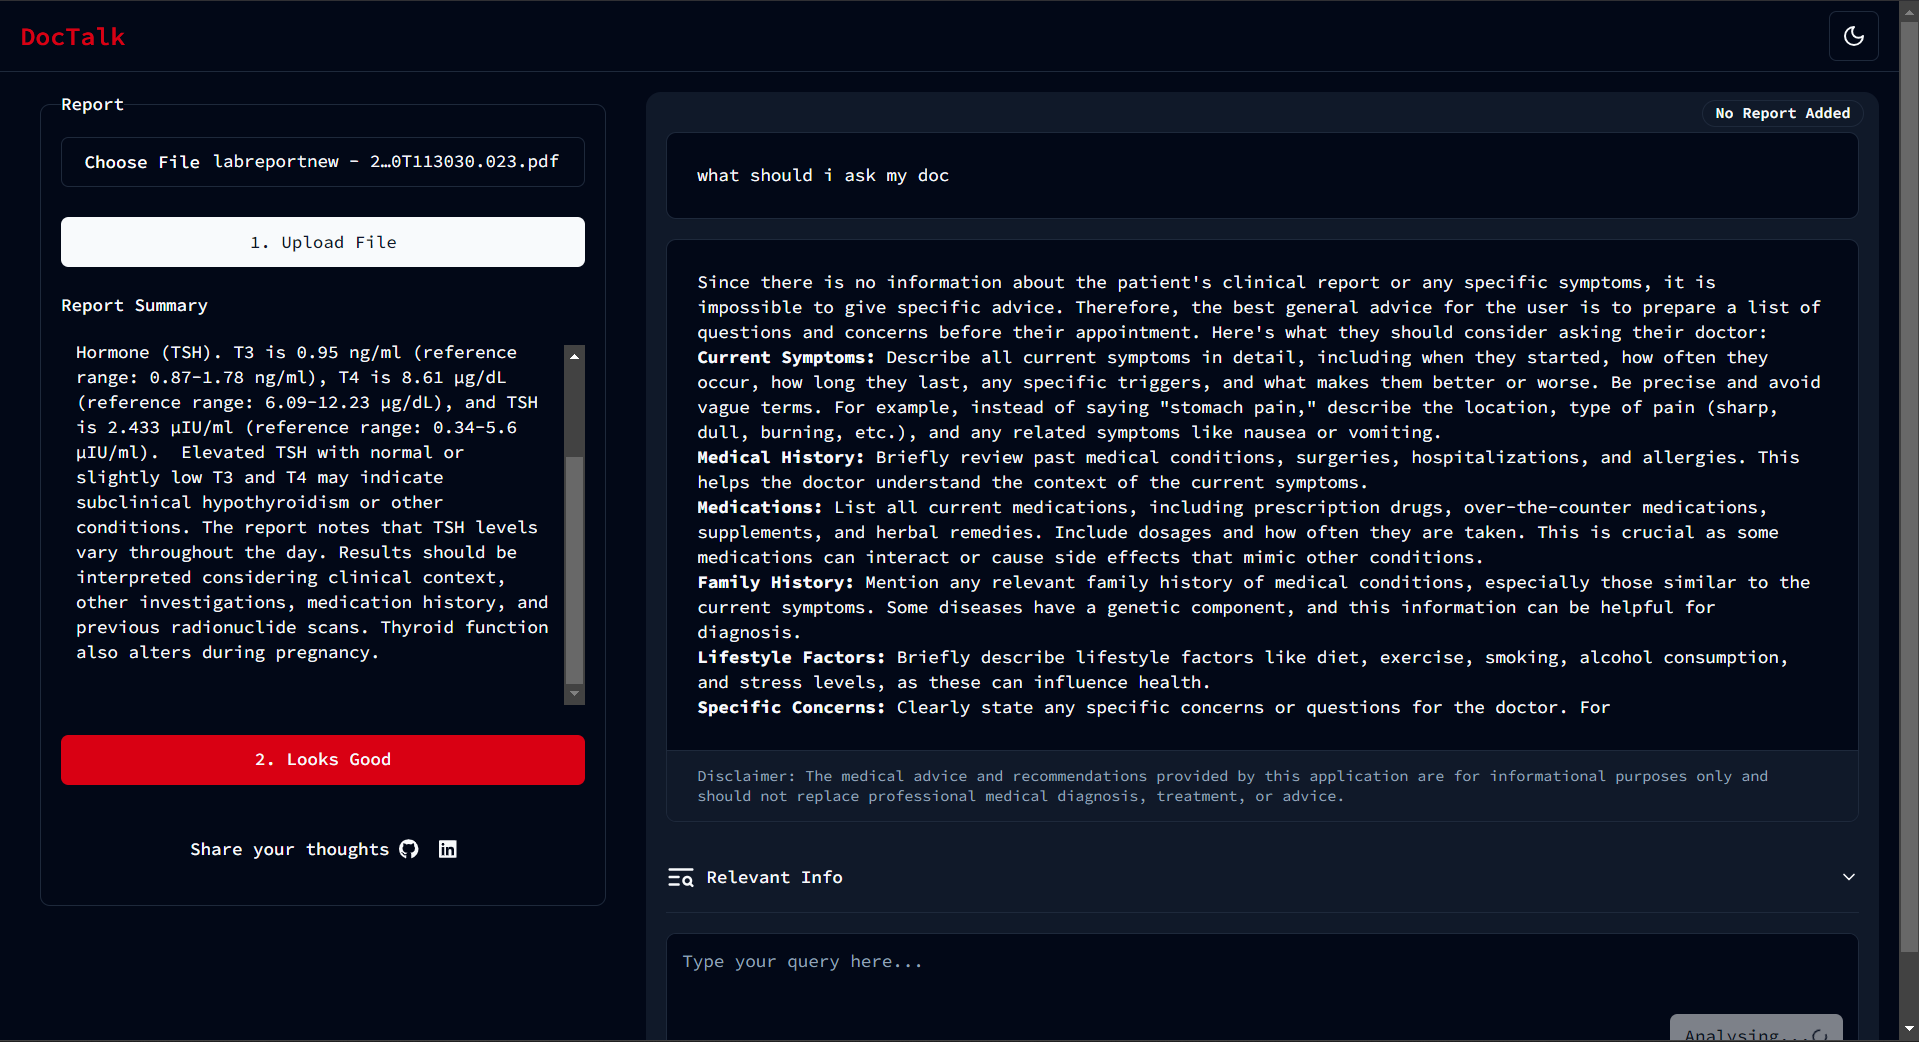 DocTalk
Report
Choose File labreportnew - 2…0T113030.023.pdf
1. Upload File
Report Summary
Hormone (TSH). T3 is 0.95 ng/ml (reference
range: 0.87-1.78 ng/ml), T4 is 8.61 µg/dL
(reference range: 6.09-12.23 µg/dL), and TSH
is 2.433 µIU/ml (reference range: 0.34-5.6
µIU/ml).  Elevated TSH with normal or
slightly low T3 and T4 may indicate
subclinical hypothyroidism or other
conditions. The report notes that TSH levels
vary throughout the day. Results should be
interpreted considering clinical context,
other investigations, medication history, and
previous radionuclide scans. Thyroid function
also alters during pregnancy.
2. Looks Good
Share your thoughts
No Report Added
what should i ask my doc
Since there is no information about the patient's clinical report or any specific symptoms, it is
impossible to give specific advice. Therefore, the best general advice for the user is to prepare a list of
questions and concerns before their appointment. Here's what they should consider asking their doctor:
Current Symptoms: Describe all current symptoms in detail, including when they started, how often they
occur, how long they last, any specific triggers, and what makes them better or worse. Be precise and avoid
vague terms. For example, instead of saying "stomach pain," describe the location, type of pain (sharp,
dull, burning, etc.), and any related symptoms like nausea or vomiting.
Medical History: Briefly review past medical conditions, surgeries, hospitalizations, and allergies. This
helps the doctor understand the context of the current symptoms.
Medications: List all current medications, including prescription drugs, over-the-counter medications,
supplements, and herbal remedies. Include dosages and how often they are taken. This is crucial as some
medications can interact or cause side effects that mimic other conditions.
Family History: Mention any relevant family history of medical conditions, especially those similar to the
current symptoms. Some diseases have a genetic component, and this information can be helpful for
diagnosis.
Lifestyle Factors: Briefly describe lifestyle factors like diet, exercise, smoking, alcohol consumption,
and stress levels, as these can influence health.
Specific Concerns: Clearly state any specific concerns or questions for the doctor. For
Disclaimer: The medical advice and recommendations provided by this application are for informational purposes only and
should not replace professional medical diagnosis, treatment, or advice.
Relevant Info
Type your query here...
Analysing...